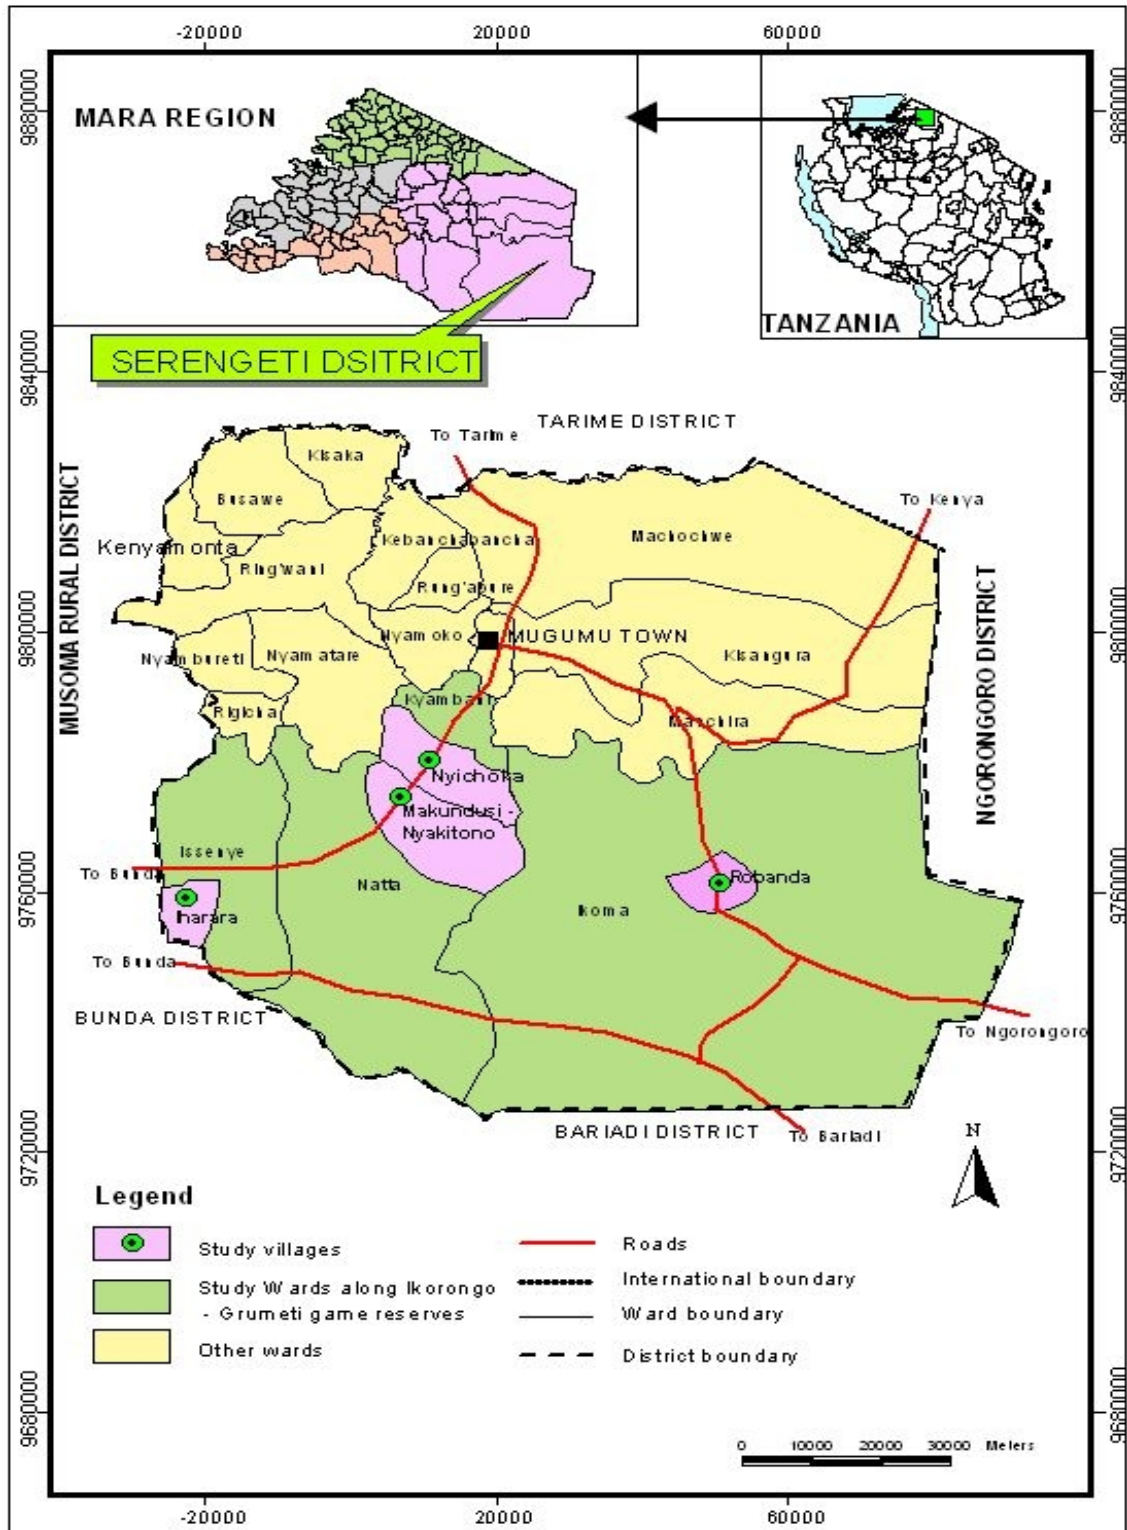 -20000 20000 60000
9880000
9880000
MARA REGION
TANZANIA
SERENGETI DSITRICT
9840000
9840000
TARIME DISTRICT
To Tarime
Kisaka
Busawe
To Kenya
MUSOMA RURAL DISTRICT
Kenyamonta
Kebanchabancha
Machochwe
Ring'wani
Rung'abure
9800000
9800000
Nyamoko
MUGUMU TOWN
Nyambureti
Nyamatare
Kisangura
NGORONGORO DISTRICT
Rigicha
Manchira
Nyichoka
Makundusi -
Nyakitono
Issenye
To Bunda
Natta
Robanda
9760000
9760000
Ikoma
Iharara
To Bunda
BUNDA DISTRICT
To Ngorongoro
BARIADI DISTRICT
To Bariadi
N
9720000
9720000
Legend
Study villages
Study Wards along Ikorongo
- Grumeti game reserves
Other wards
Roads
International boundary
Ward boundary
District boundary
9680000
9680000
0 10000 20000 30000 Meters
-20000 20000 60000